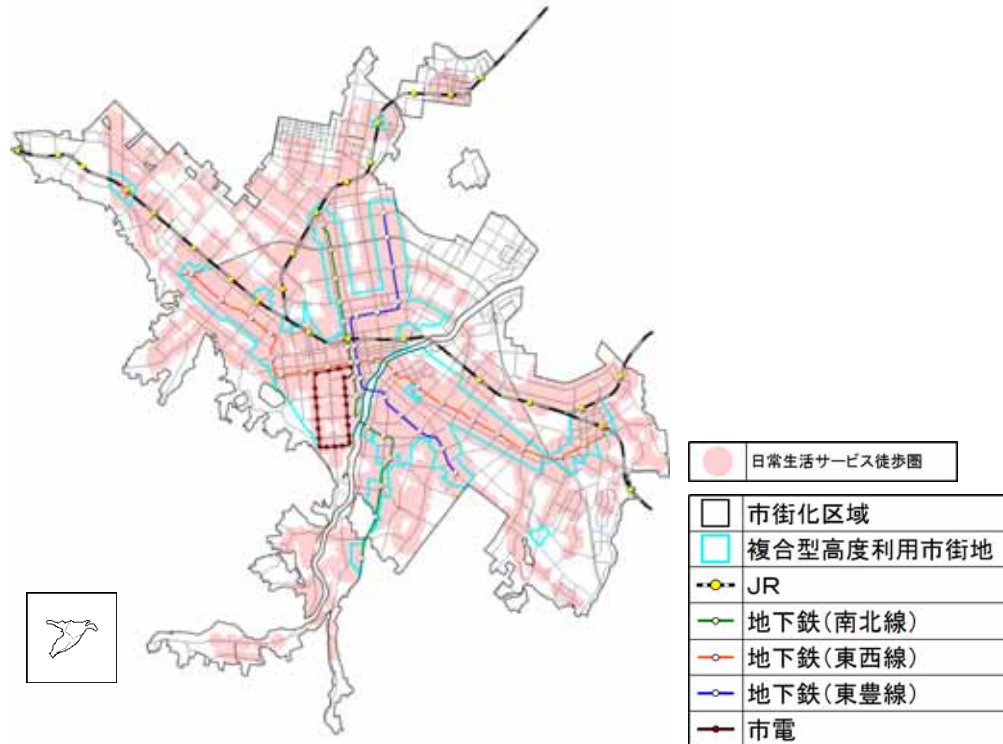 日常生活サービス徒歩圏
市街化区域
複合型高度利用市街地
JR
地下鉄(南北線)
地下鉄(東西線)
地下鉄(東豊線)
市電